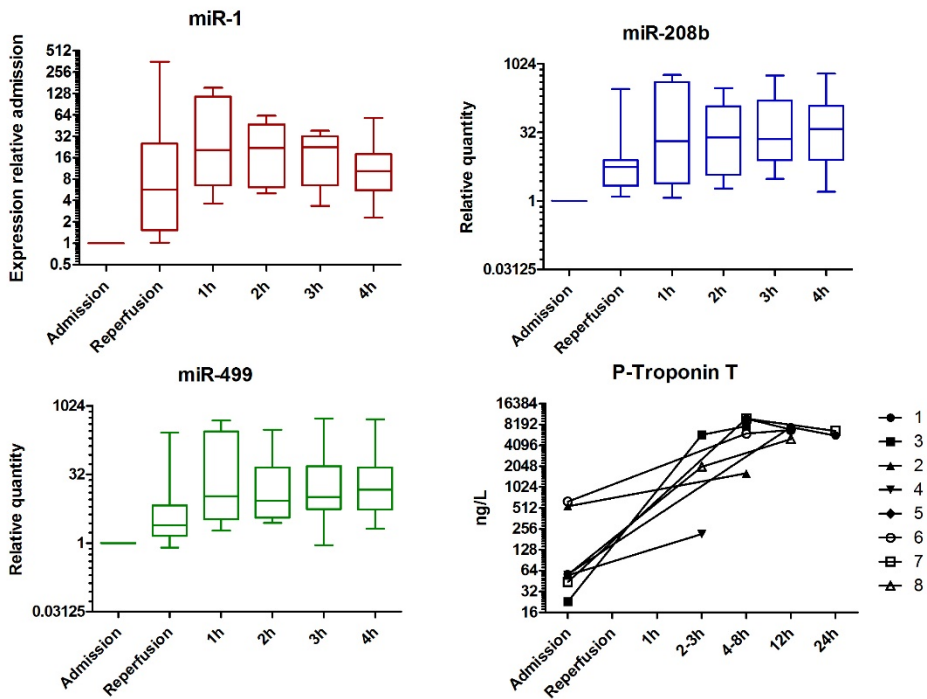 miR-1
Expression relative admission
512
256
128
64
32
16
8
4
2
1
0.5
Admission
Reperfusion
1h
2h
3h
4h
miR-208b
Relative quantity
1024
32
1
0.03125
Admission
Reperfusion
1h
2h
3h
4h
miR-499
Relative quantity
1024
32
1
0.03125
Admission
Reperfusion
1h
2h
3h
4h
P-Troponin T
ng/L
16384
8192
4096
2048
1024
512
256
128
64
32
16
Admission
Reperfusion
1h
2-3h
4-8h
12h
24h
1
3
2
4
5
6
7
8